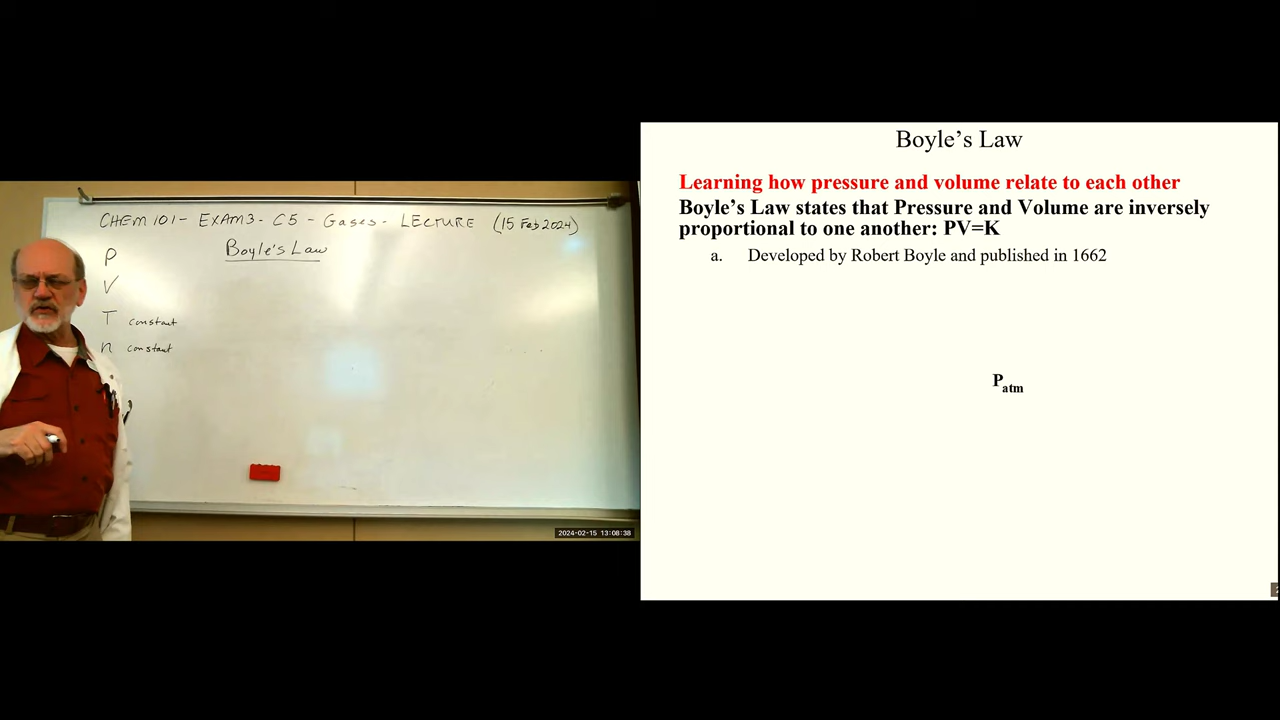 CHEM 101 - EXAM 3 - C5 - Gases - LECTURE (15 Feb 2024)
Boyle's Law
P
V
T constant
n constant
2024-02-15 13:08:38
Boyle’s Law
Learning how pressure and volume relate to each other
Boyle’s Law states that Pressure and Volume are inversely
proportional to one another: PV=K
a. Developed by Robert Boyle and published in 1662
Patm